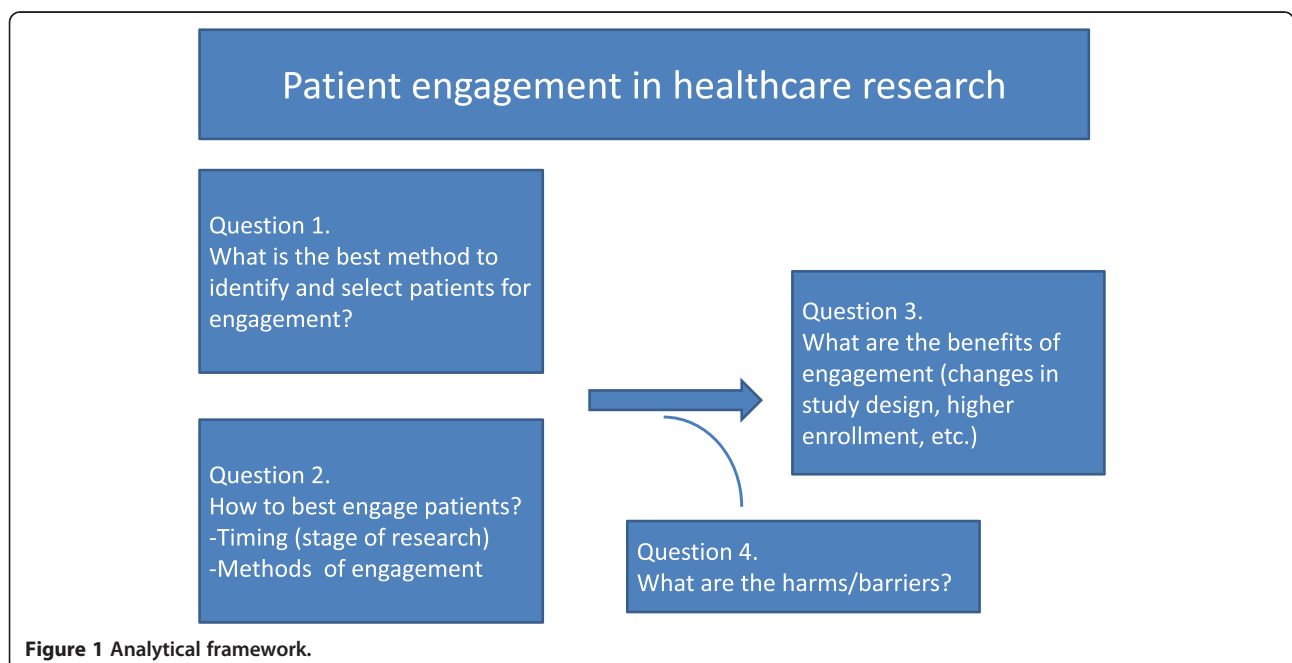 Patient engagement in healthcare research
Question 1.
What is the best method to
identify and select patients for
engagement?
Question 2.
How to best engage patients?
-Timing (stage of research)
-Methods of engagement
Question 3.
What are the benefits of
engagement (changes in
study design, higher
enrollment, etc.)
Question 4.
What are the harms/barriers?
Figure 1 Analytical framework.